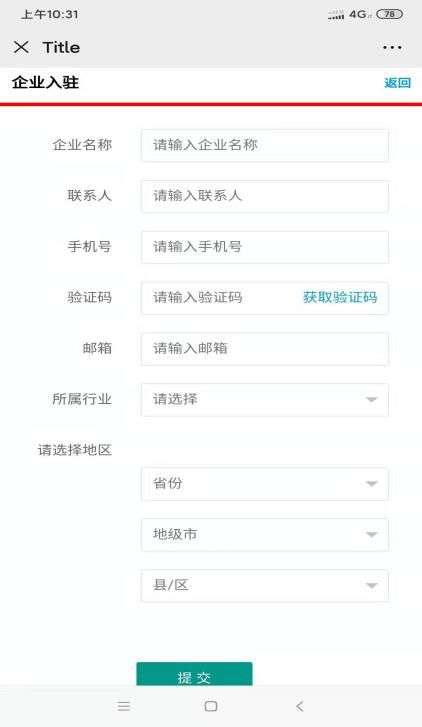 上午10:31 4G 78
Title
企业入驻 返回
企业名称 请输入企业名称
联系人 请输入联系人
手机号 请输入手机号
验证码 请输入验证码 获取验证码
邮箱 请输入邮箱
所属行业 请选择
请选择地区
省份
地级市
县/区
提交